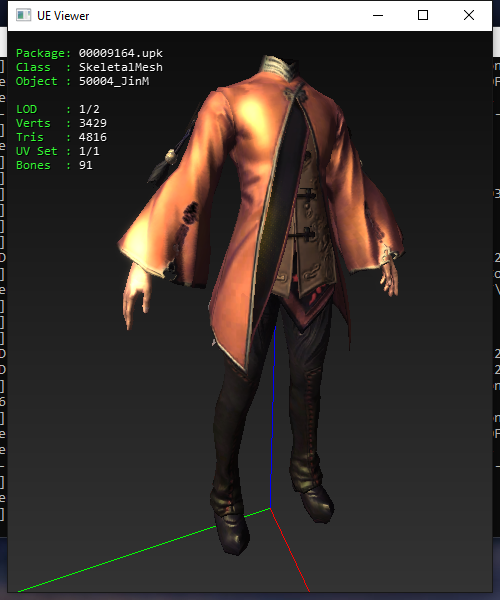 UE Viewer
Package: 00009164.upk
Class  : SkeletalMesh
Object : 50004_JinM
LOD    : 1/2
Verts  : 3429
Tris   : 4816
UV Set : 1/1
Bones  : 91